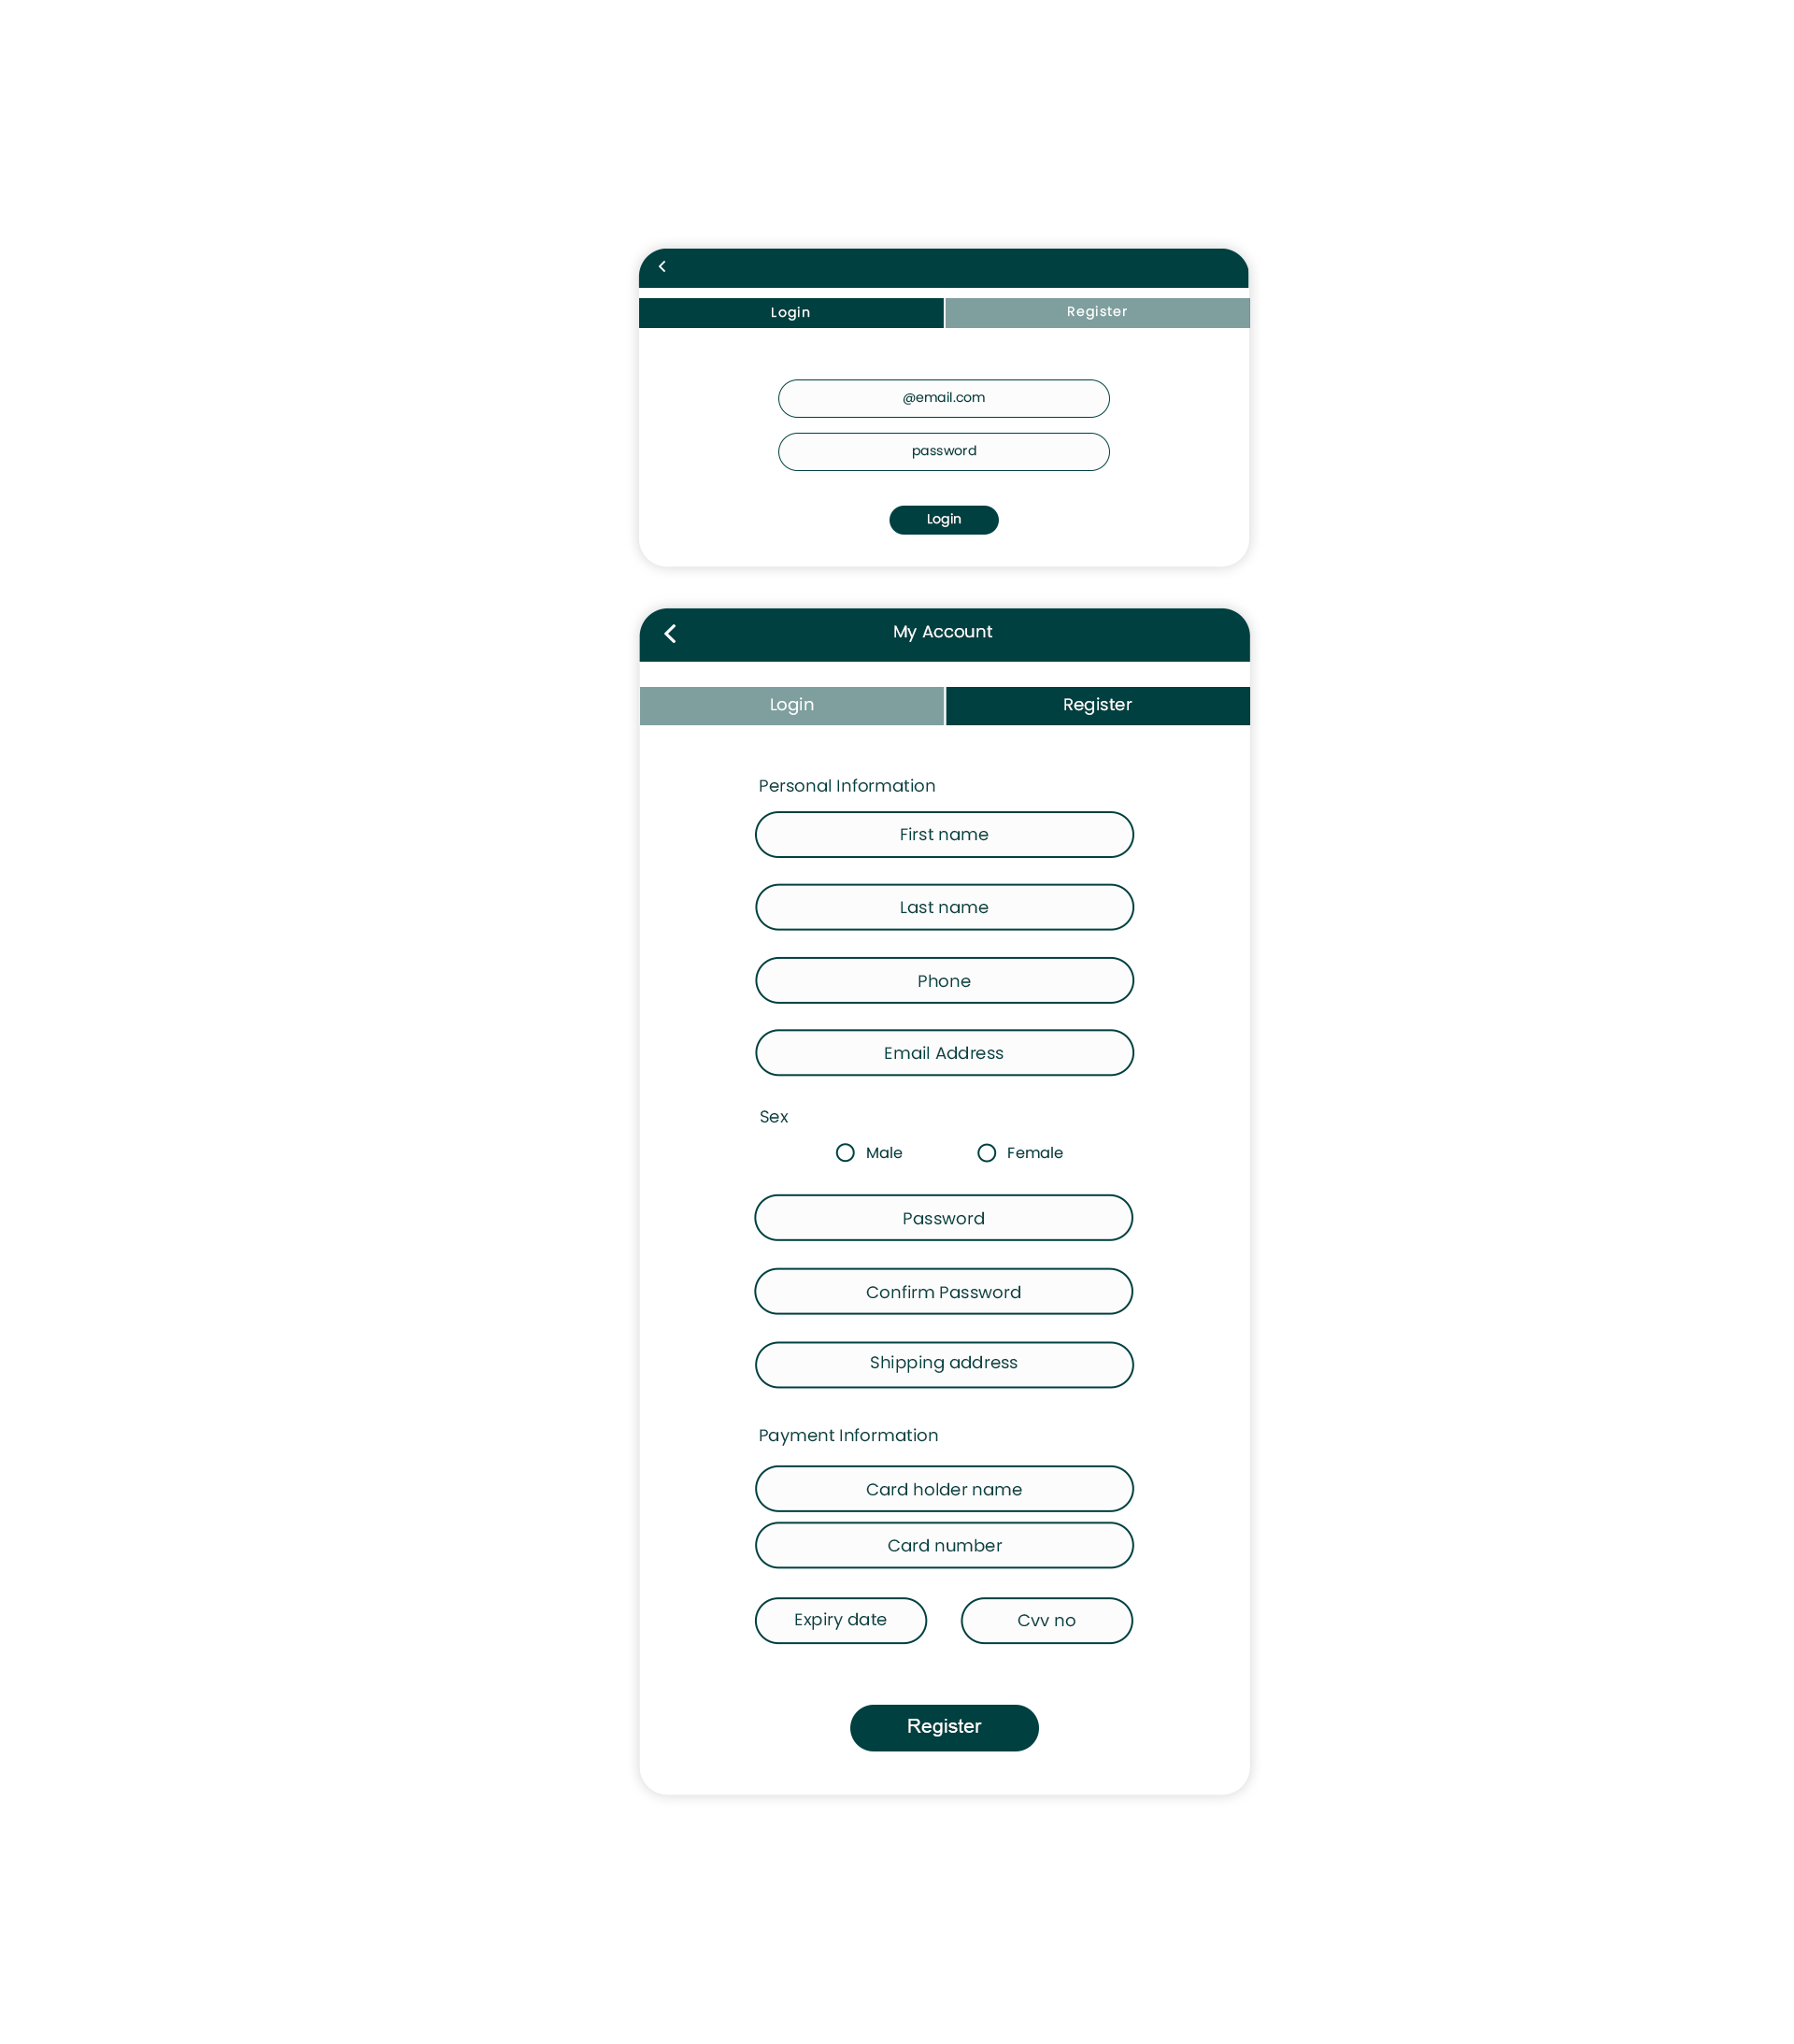 Login
Register
@email.com
password
Login
My Account
Login
Register
Personal Information
First name
Last name
Phone
Email Address
Sex
Male
Female
Password
Confirm Password
Shipping address
Payment Information
Card holder name
Card number
Expiry date
Cvv no
Register